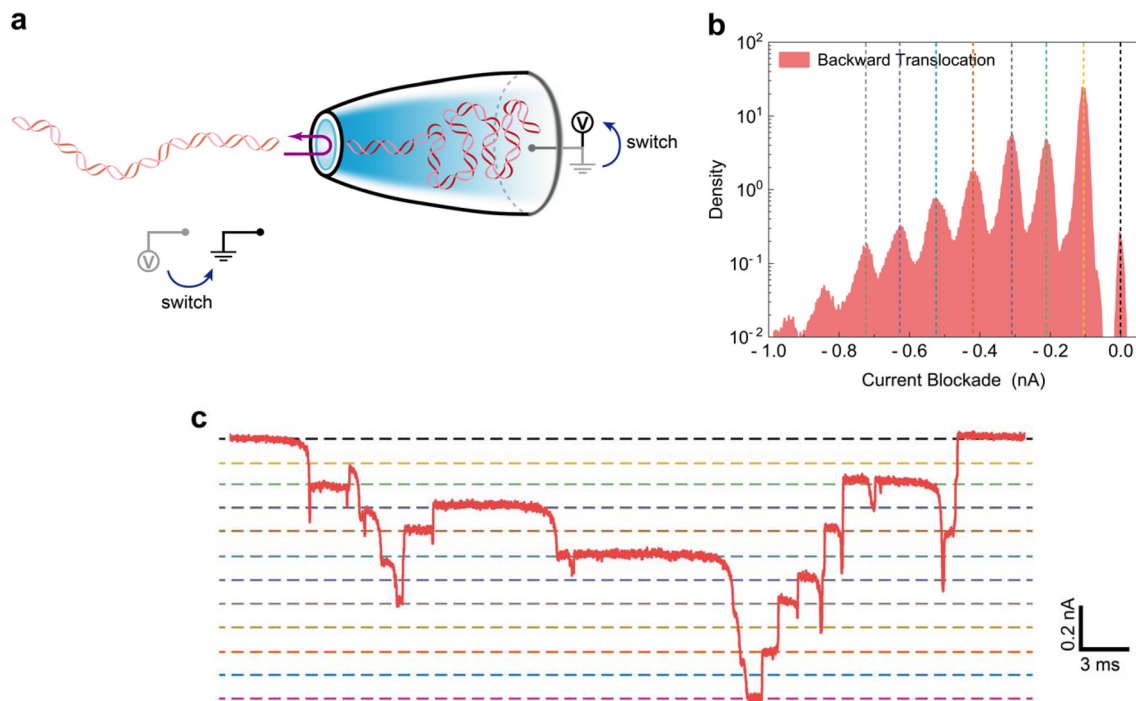 a
V
switch
V
switch
b
Backward Translocation
Density
10²
10¹
10⁰
10⁻¹
10⁻²
- 1.0 - 0.8 - 0.6 - 0.4 - 0.2 0.0
Current Blockade (nA)
c
0.2 nA
3 ms